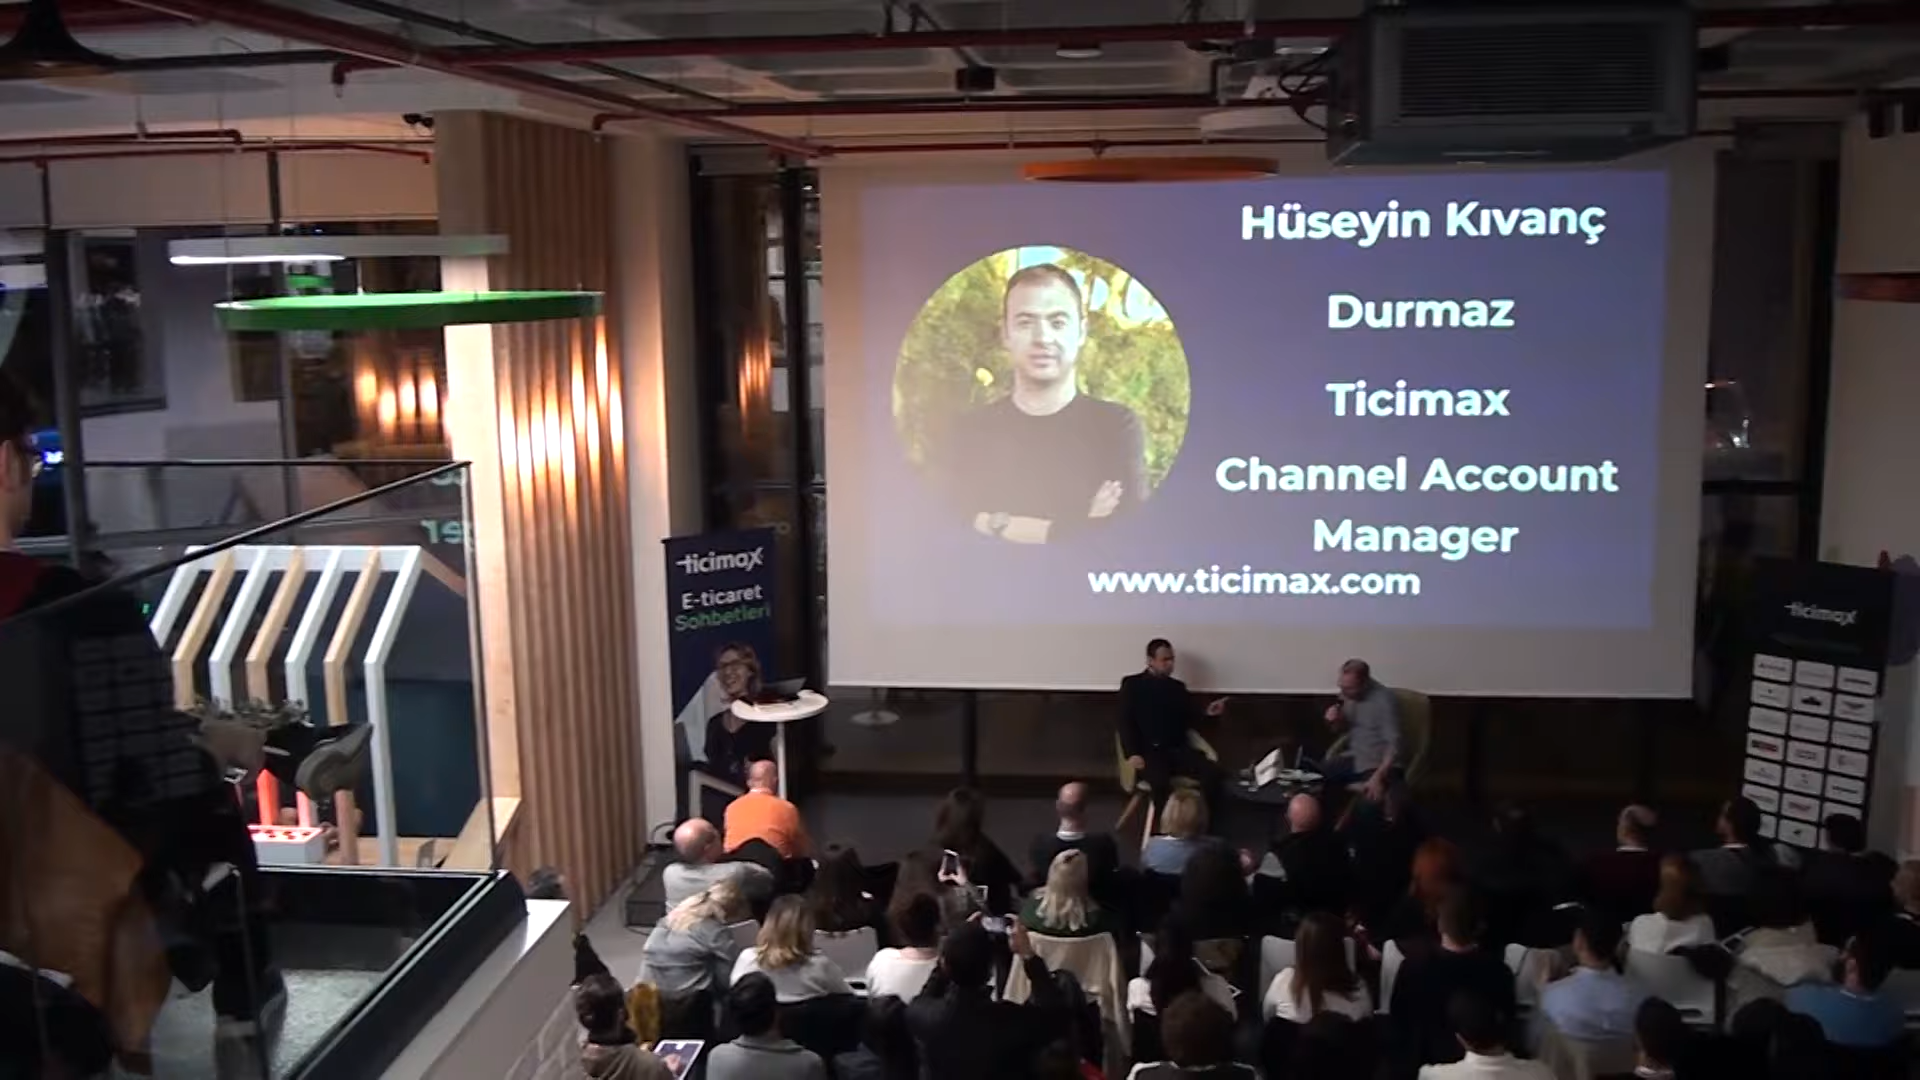 Hüseyin Kıvanç
Durmaz
Ticimax
Channel Account
Manager
www.ticimax.com
ticimax
E-ticaret
Sohbetleri
ticimax